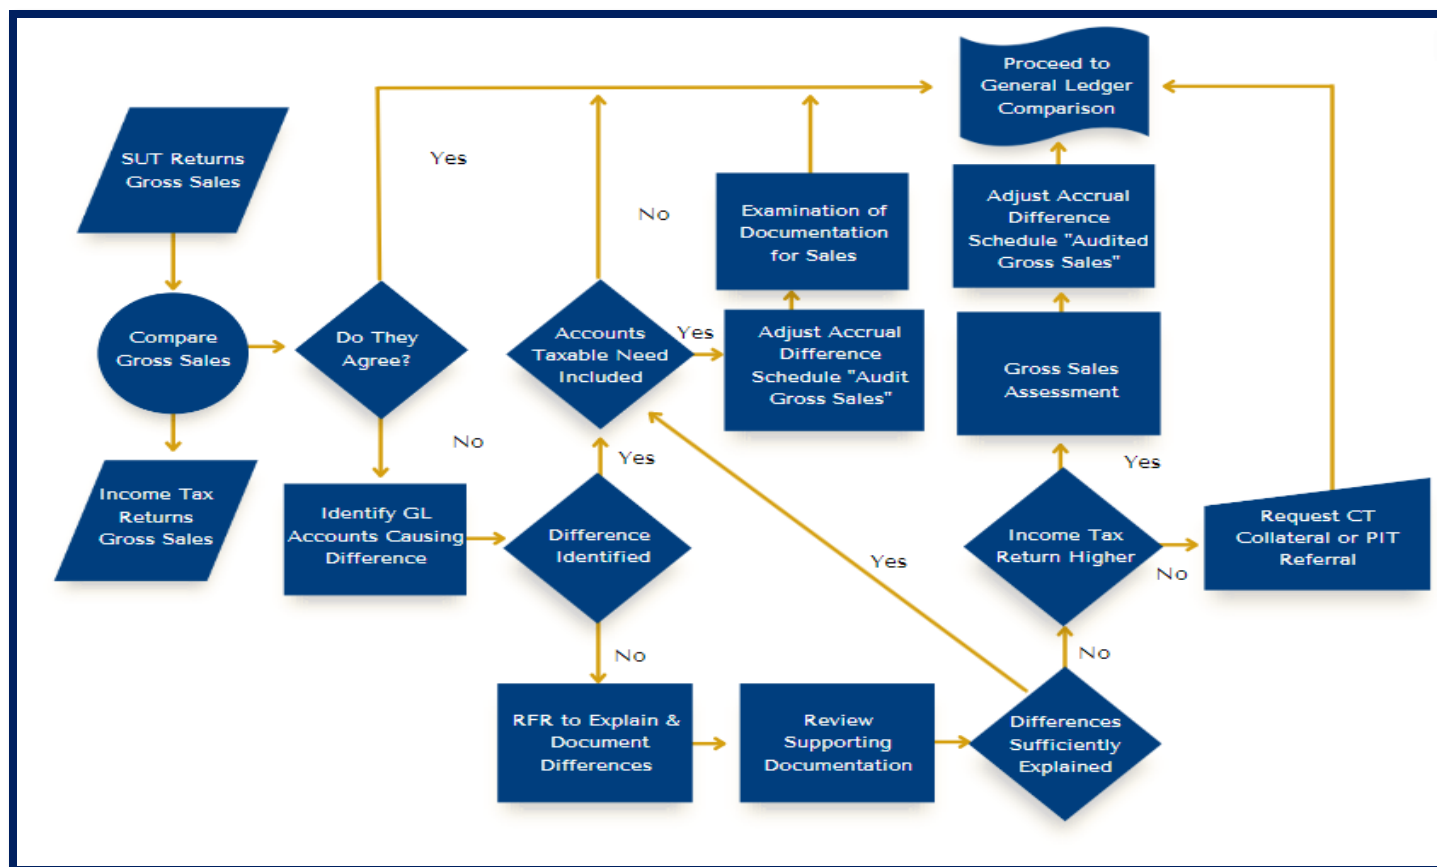 SUT Returns
Gross Sales
Compare
Gross Sales
Income Tax
Returns
Gross Sales
Do They
Agree?
Yes
No
Identify GL
Accounts Causing
Difference
Difference
Identified
Yes
No
Accounts
Taxable Need
Included
No
Yes
Adjust Accrual
Difference
Schedule "Audit
Gross Sales"
Examination of
Documentation
for Sales
RFR to Explain &
Document
Differences
Review
Supporting
Documentation
Differences
Sufficiently
Explained
Yes
No
Income Tax
Return Higher
Yes
No
Gross Sales
Assessment
Adjust Accrual
Difference
Schedule "Audited
Gross Sales"
Request CT
Collateral or PIT
Referral
Proceed to
General Ledger
Comparison